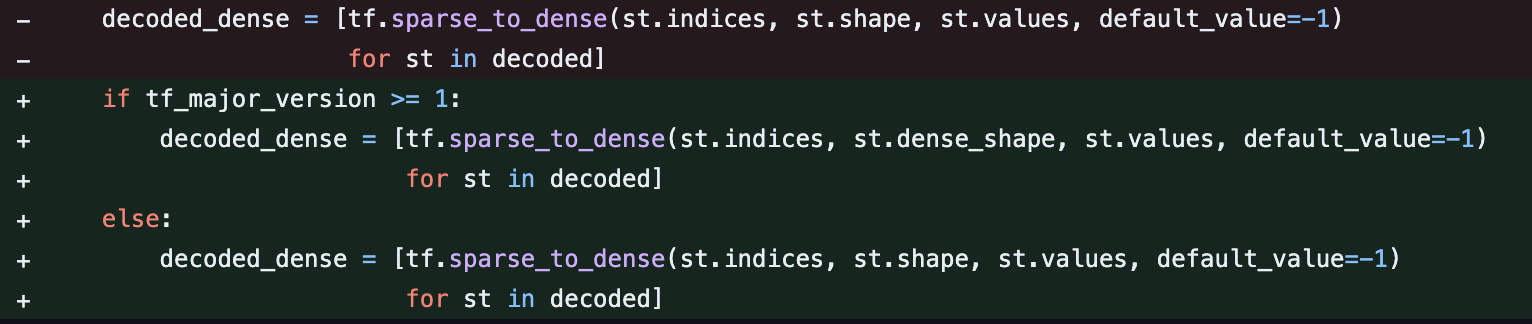 -     decoded_dense = [tf.sparse_to_dense(st.indices, st.shape, st.values, default_value=-1)
-                      for st in decoded]
+     if tf_major_version >= 1:
+         decoded_dense = [tf.sparse_to_dense(st.indices, st.dense_shape, st.values, default_value=-1)
+                          for st in decoded]
+     else:
+         decoded_dense = [tf.sparse_to_dense(st.indices, st.shape, st.values, default_value=-1)
+                          for st in decoded]